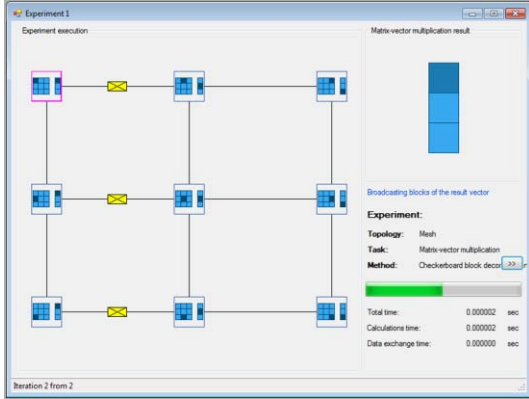 Experiment 1
Experiment execution
Matrix-vector multiplication result
Broadcasting blocks of the result vector
Experiment:
Topology: Mesh
Task: Matrix-vector multiplication
Method: Checkerboard block >>
Total time: 0.000002 sec
Calculations time: 0.000002 sec
Data exchange time: 0.000000 sec
Iteration 2 from 2